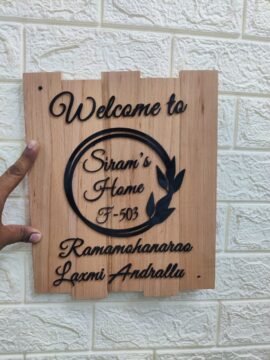 Welcome to
Siram's
Home
F-503
Ramamohanarao
Laxmi Andrallu